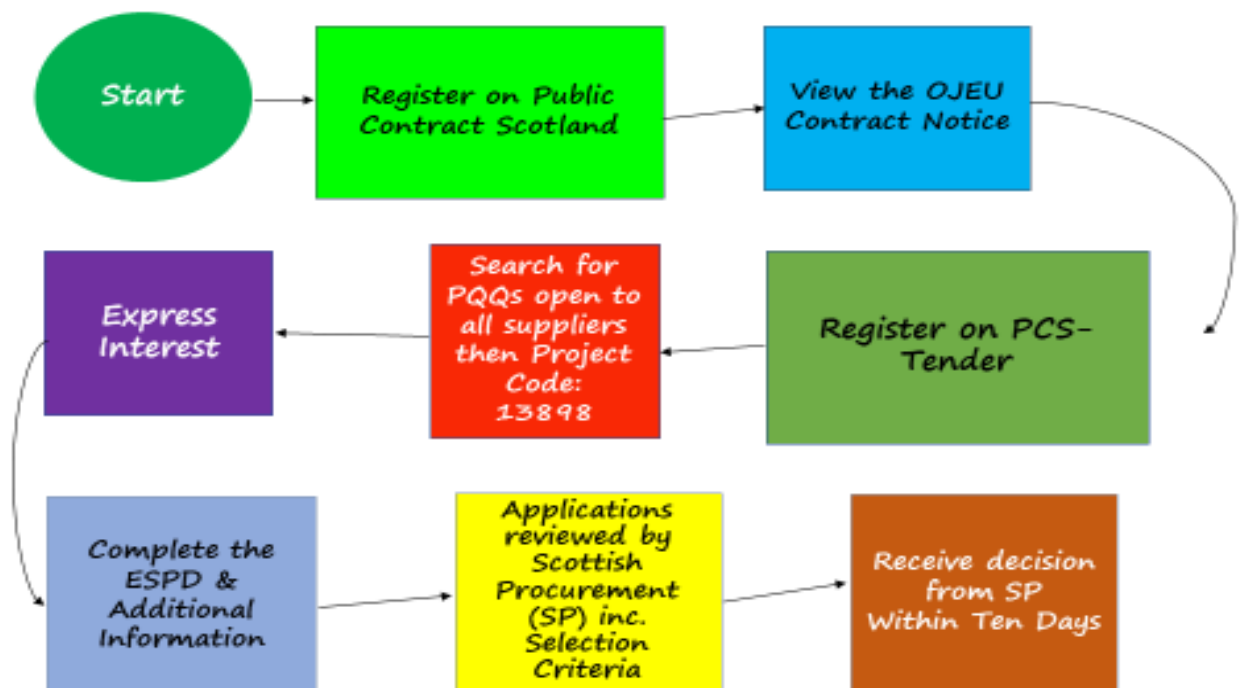 Start
Register on Public
Contract Scotland
View the OJEU
Contract Notice
Register on PCS-
Tender
Search for
PQQs open to
all suppliers
then Project
Code:
13898
Express
Interest
Complete the
ESPD &
Additional
Information
Applications
reviewed by
Scottish
Procurement
(SP) inc.
Selection
Criteria
Receive decision
from SP
Within Ten Days